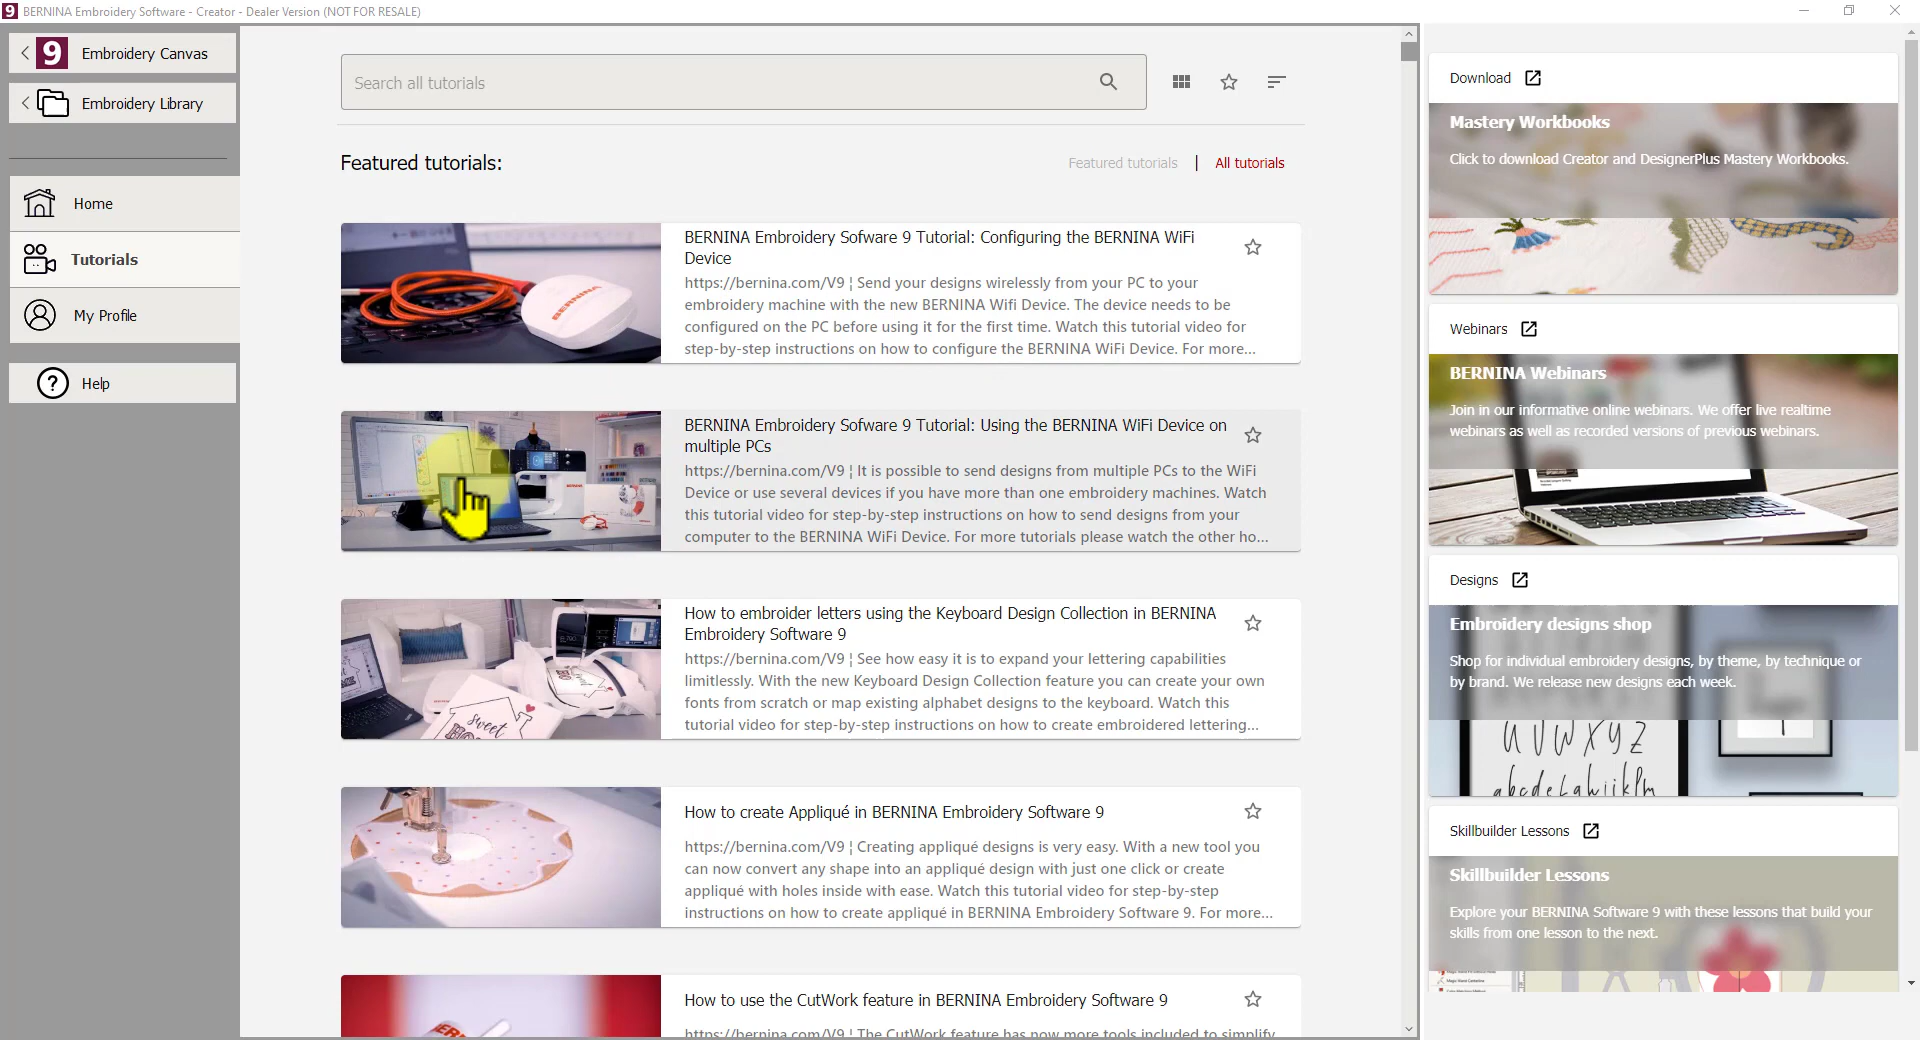 9 BERNINA Embroidery Software - Creator - Dealer Version (NOT FOR RESALE)
9 Embroidery Canvas
Embroidery Library
Home
Tutorials
My Profile
? Help
Search all tutorials
Featured tutorials:
Featured tutorials | All tutorials
BERNINA Embroidery Sofware 9 Tutorial: Configuring the BERNINA WiFi
Device
https://bernina.com/V9 ¦ Send your designs wirelessly from your PC to your
embroidery machine with the new BERNINA Wifi Device. The device needs to be
configured on the PC before using it for the first time. Watch this tutorial video for
step-by-step instructions on how to configure the BERNINA WiFi Device. For more...
BERNINA
BERNINA Embroidery Sofware 9 Tutorial: Using the BERNINA WiFi Device on
multiple PCs
https://bernina.com/V9 ¦ It is possible to send designs from multiple PCs to the WiFi
Device or use several devices if you have more than one embroidery machines. Watch
this tutorial video for step-by-step instructions on how to send designs from your
computer to the BERNINA WiFi Device. For more tutorials please watch the other ho...
How to embroider letters using the Keyboard Design Collection in BERNINA
Embroidery Software 9
https://bernina.com/V9 ¦ See how easy it is to expand your lettering capabilities
limitlessly. With the new Keyboard Design Collection feature you can create your own
fonts from scratch or map existing alphabet designs to the keyboard. Watch this
tutorial video for step-by-step instructions on how to create embroidered lettering...
sweet
How to create Appliqué in BERNINA Embroidery Software 9
https://bernina.com/V9 ¦ Creating appliqué designs is very easy. With a new tool you
can now convert any shape into an appliqué design with just one click or create
appliqué with holes inside with ease. Watch this tutorial video for step-by-step
instructions on how to create appliqué in BERNINA Embroidery Software 9. For more...
How to use the CutWork feature in BERNINA Embroidery Software 9
https://bernina.com/V9 ¦ The CutWork feature has now more tools included to simplify
Download
Mastery Workbooks
Click to download Creator and DesignerPlus Mastery Workbooks.
Webinars
BERNINA Webinars
Join in our informative online webinars. We offer live realtime
webinars as well as recorded versions of previous webinars.
Designs
Embroidery designs shop
Shop for individual embroidery designs, by theme, by technique or
by brand. We release new designs each week.
U V W X Y Z
a b c d e f g h i j k l m
Skillbuilder Lessons
Skillbuilder Lessons
Explore your BERNINA Software 9 with these lessons that build your
skills from one lesson to the next.